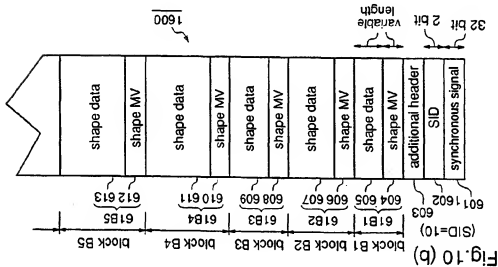 Fig.10 (b)
(SID=10)
block B1
block B2
block B3
block B4
block B5
61B1
61B2
61B3
61B4
61B5
601
1602
603
604
605
606
607
608
609
610
611
612
613
synchronous signal
SID
additional header
shape MV
shape data
shape MV
shape data
shape MV
shape data
shape MV
shape data
shape MV
shape data
32 bit
2 bit
variable
length
1600